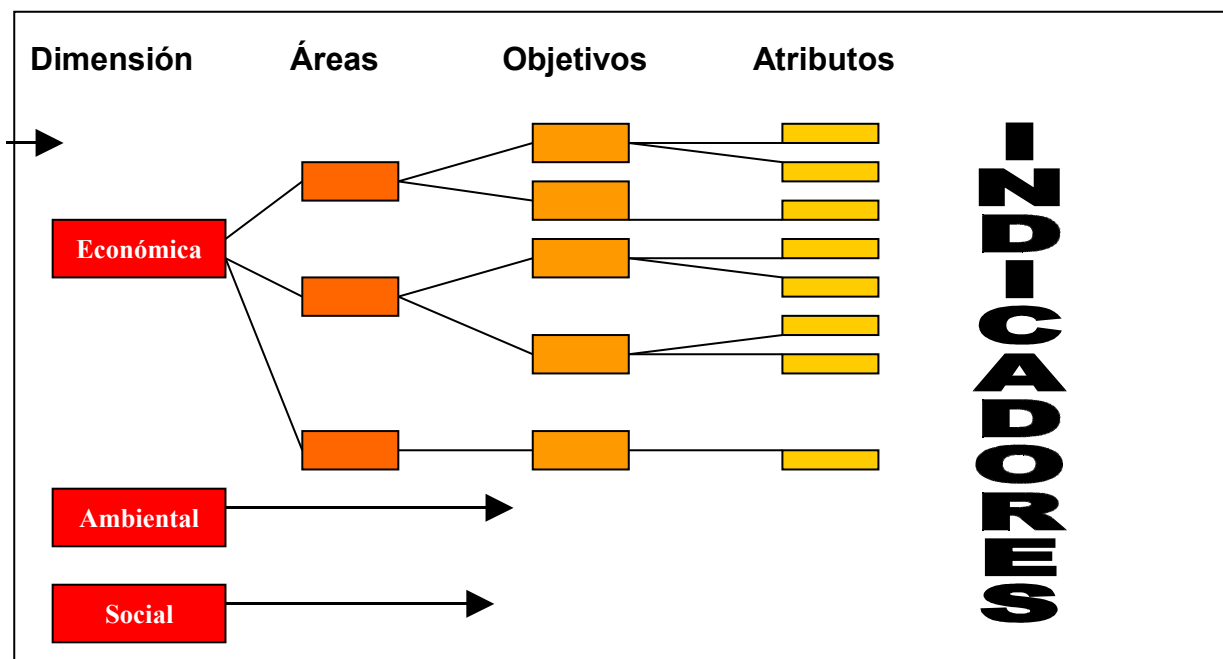 Dimensión Áreas Objetivos Atributos
Económica
Ambiental
Social
INDICADORES